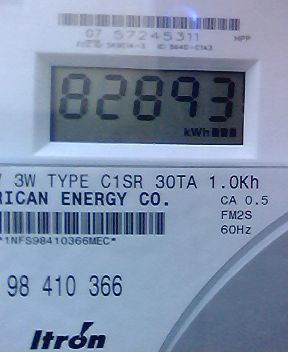 07 57245311 HPP
82893
kWh
3W TYPE C1SR 30TA 1.0Kh
RICAN ENERGY CO.
CA 0.5
FM2S
60Hz
*1NFS98410366MEC*
98 410 366
Itron